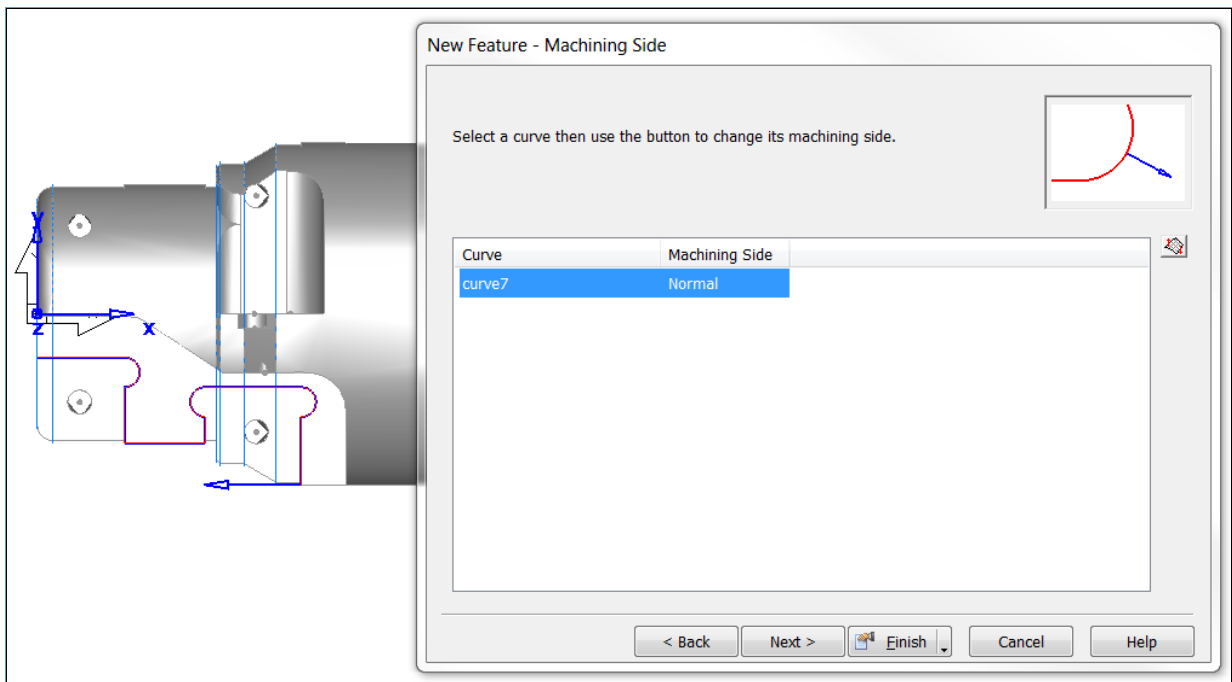 New Feature - Machining Side
Select a curve then use the button to change its machining side.
Curve Machining Side
curve7 Normal
Y
Z X
< Back Next > Finish Cancel Help